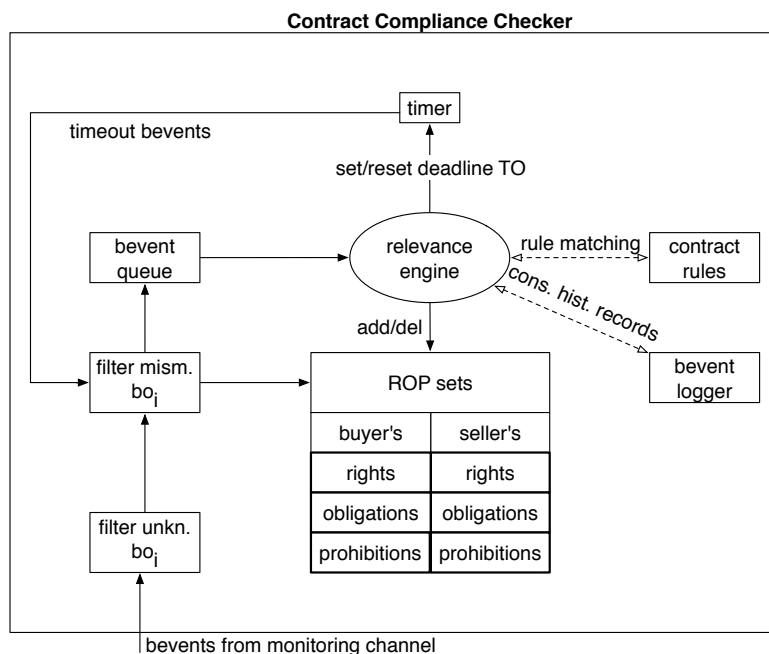 Contract Compliance Checker
timer
timeout bevents
set/reset deadline TO
bevent
queue
relevance
engine
rule matching
contract
rules
cons. hist. records
add/del
filter mism.
boi
ROP sets
bevent
logger
buyer's seller's
rights rights
obligations obligations
prohibitions prohibitions
filter unkn.
boi
bevents from monitoring channel